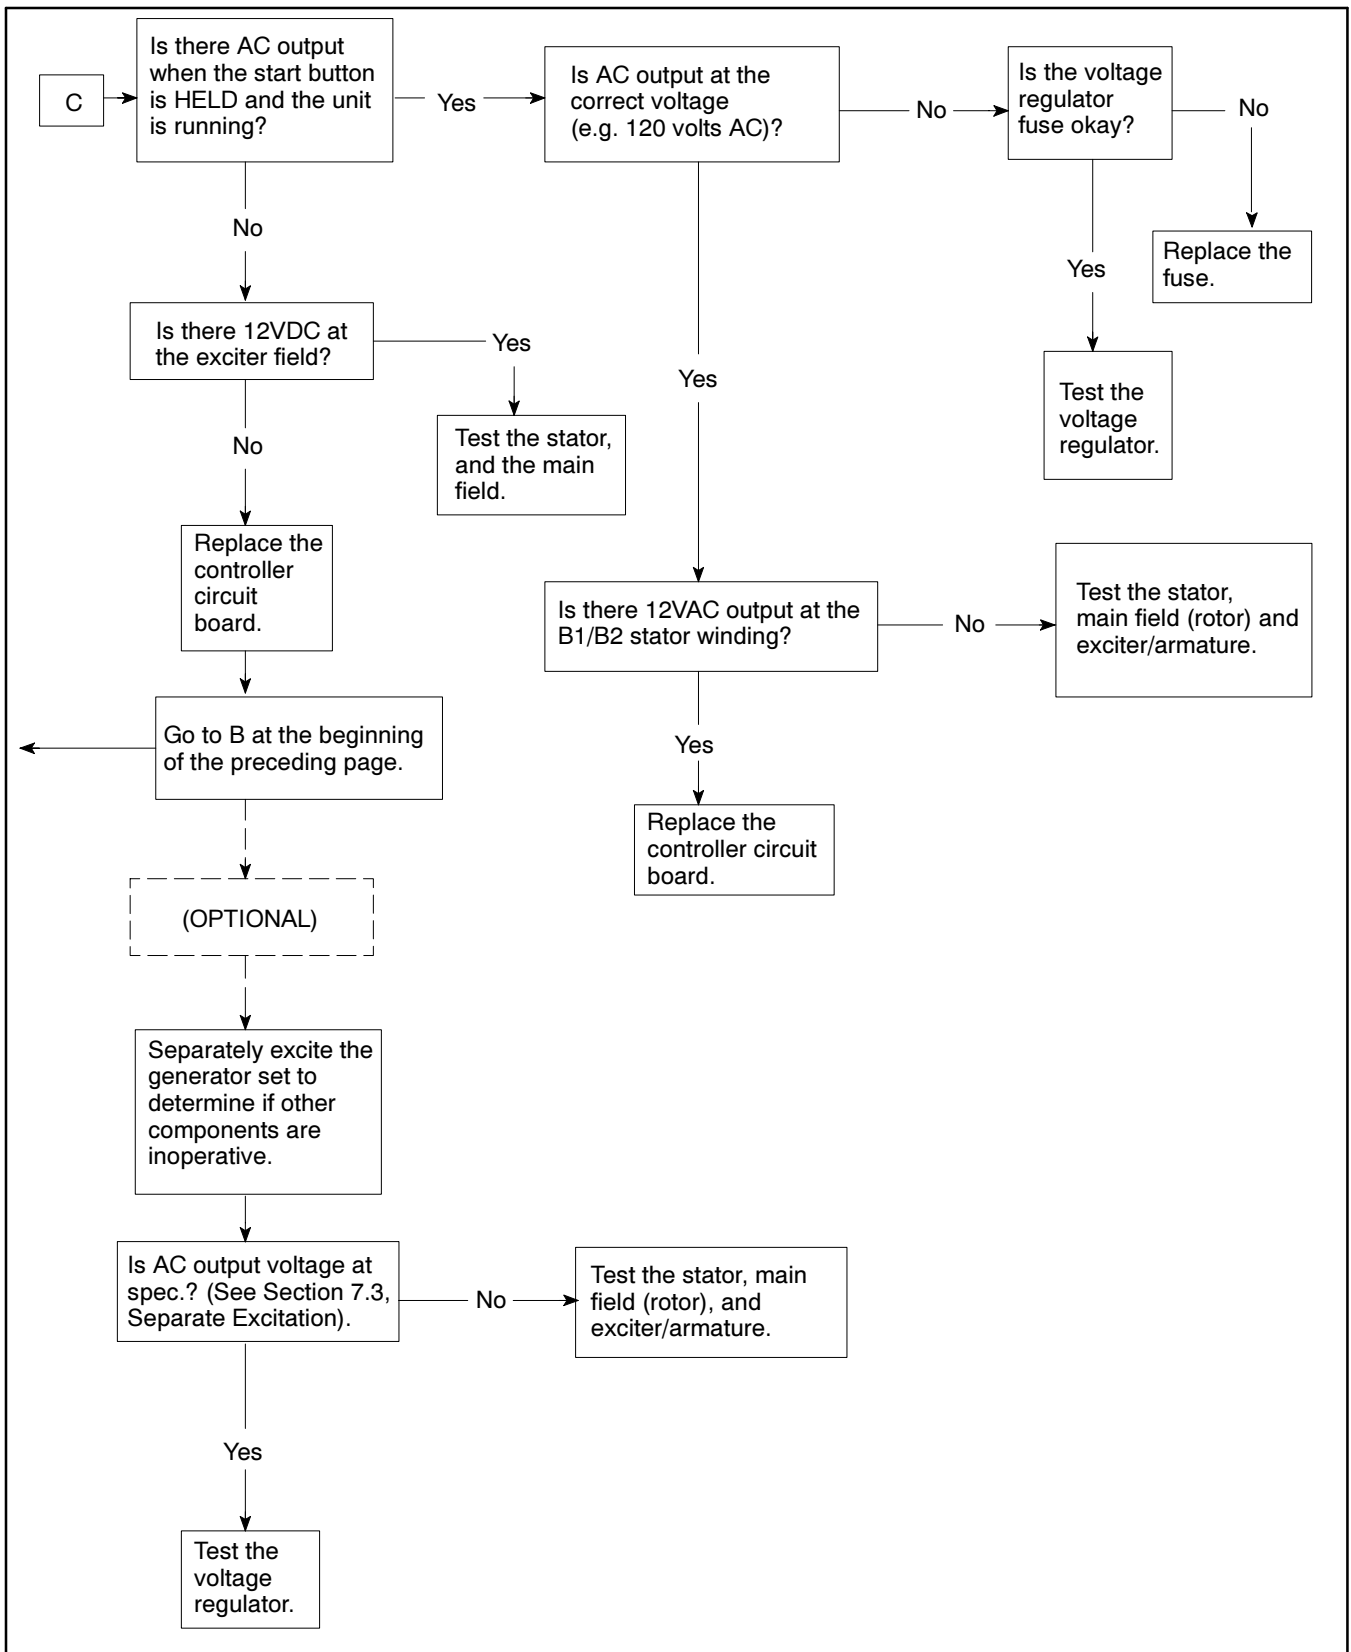 C
Is there AC output
when the start button
is HELD and the unit
is running?
Yes
Is AC output at the
correct voltage
(e.g. 120 volts AC)?
No
Is the voltage
regulator
fuse okay?
No
Replace the
fuse.
Yes
Test the
voltage
regulator.
No
Is there 12VDC at
the exciter field?
Yes
Test the stator,
and the main
field.
No
Replace the
controller
circuit
board.
Go to B at the beginning
of the preceding page.
Yes
Is there 12VAC output at the
B1/B2 stator winding?
No
Test the stator,
main field (rotor) and
exciter/armature.
Yes
Replace the
controller circuit
board.
(OPTIONAL)
Separately excite the
generator set to
determine if other
components are
inoperative.
Is AC output voltage at
spec.? (See Section 7.3,
Separate Excitation).
No
Test the stator, main
field (rotor), and
exciter/armature.
Yes
Test the
voltage
regulator.